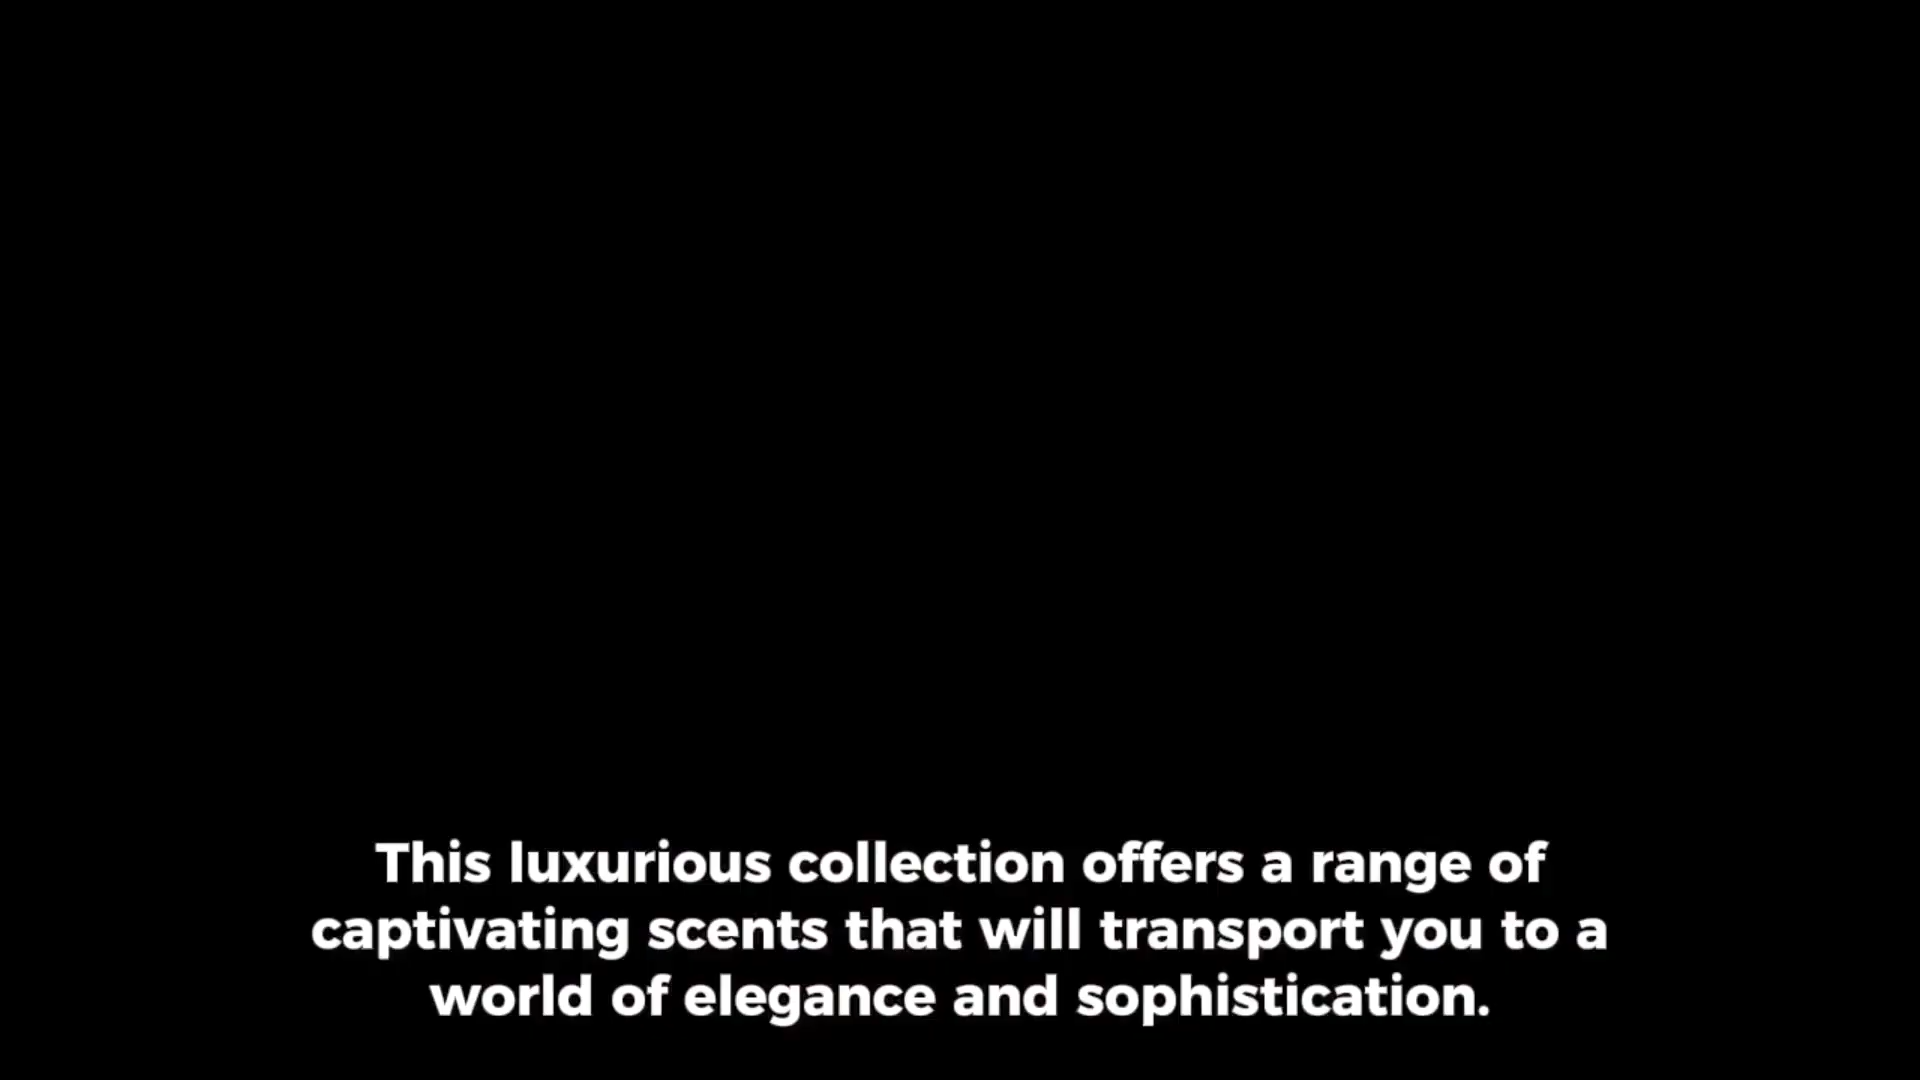 This luxurious collection offers a range of
captivating scents that will transport you to a
world of elegance and sophistication.